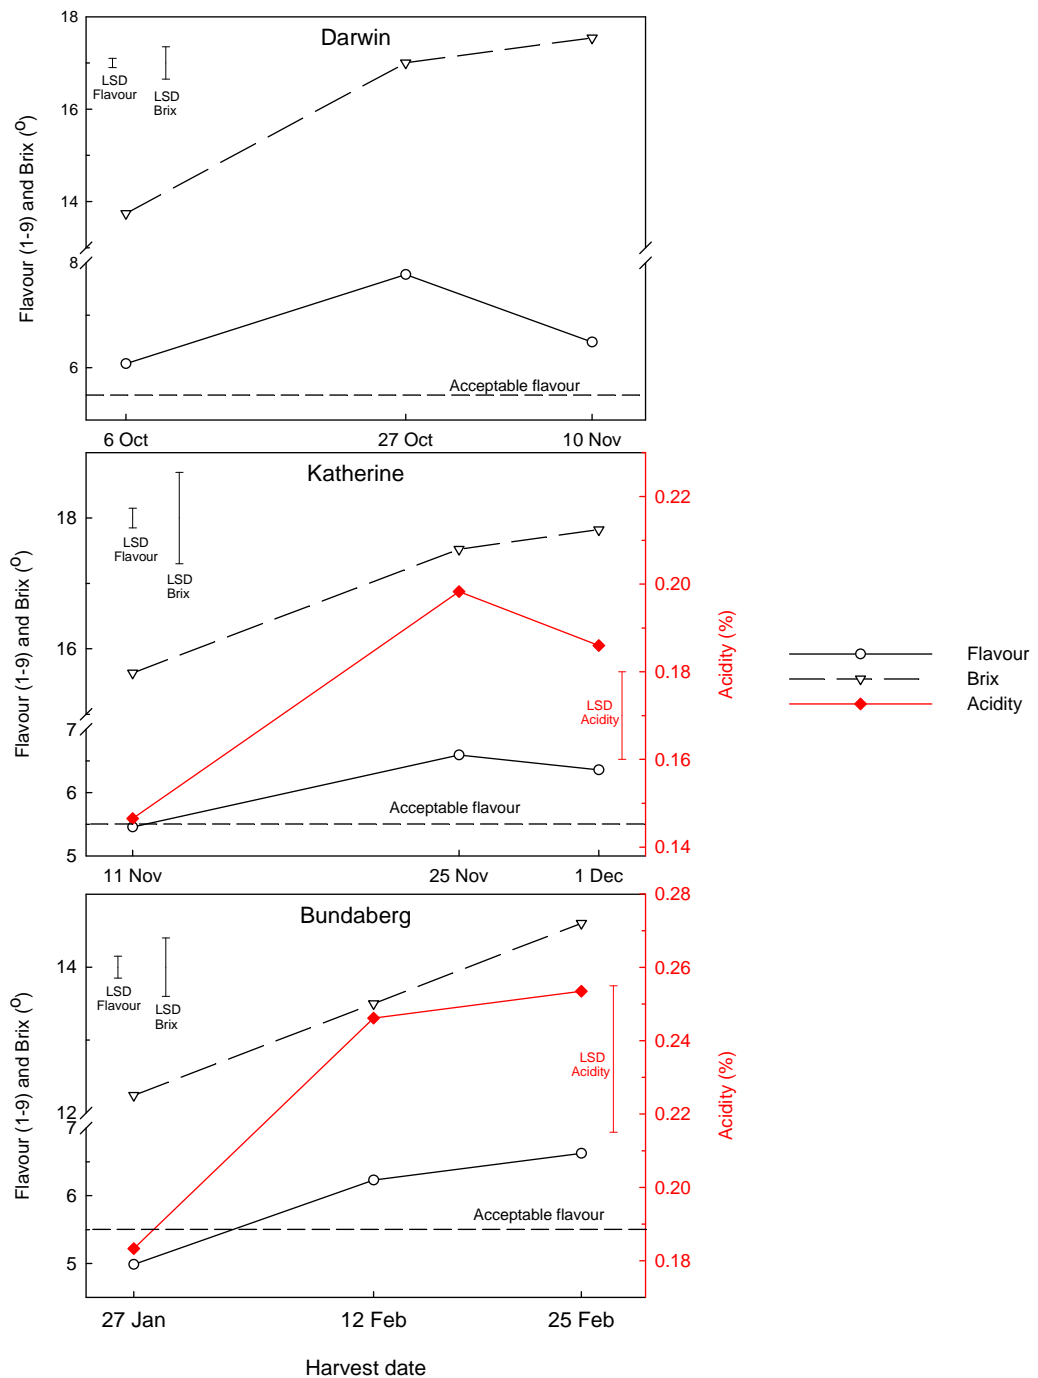 Darwin
18
16
14
8
6
LSD
Flavour
LSD
Brix
Flavour (1-9) and Brix (O)
Acceptable flavour
6 Oct
27 Oct
10 Nov
Katherine
18
16
7
6
5
LSD
Flavour
LSD
Brix
Flavour (1-9) and Brix (O)
0.22
0.20
0.18
0.16
0.14
Acidity (%)
LSD
Acidity
Acceptable flavour
11 Nov
25 Nov
1 Dec
Flavour
Brix
Acidity
Bundaberg
14
12
7
6
5
LSD
Flavour
LSD
Brix
Flavour (1-9) and Brix (O)
0.28
0.26
0.24
0.22
0.20
0.18
Acidity (%)
LSD
Acidity
Acceptable flavour
27 Jan
12 Feb
25 Feb
Harvest date